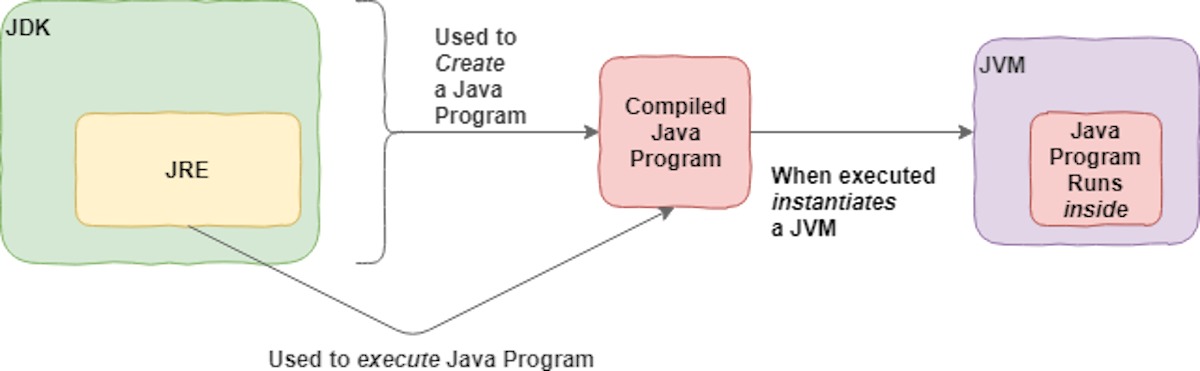 JDK
JRE
Used to
Create
a Java
Program
Compiled
Java
Program
When executed
instantiates
a JVM
JVM
Java
Program
Runs
inside
Used to execute Java Program